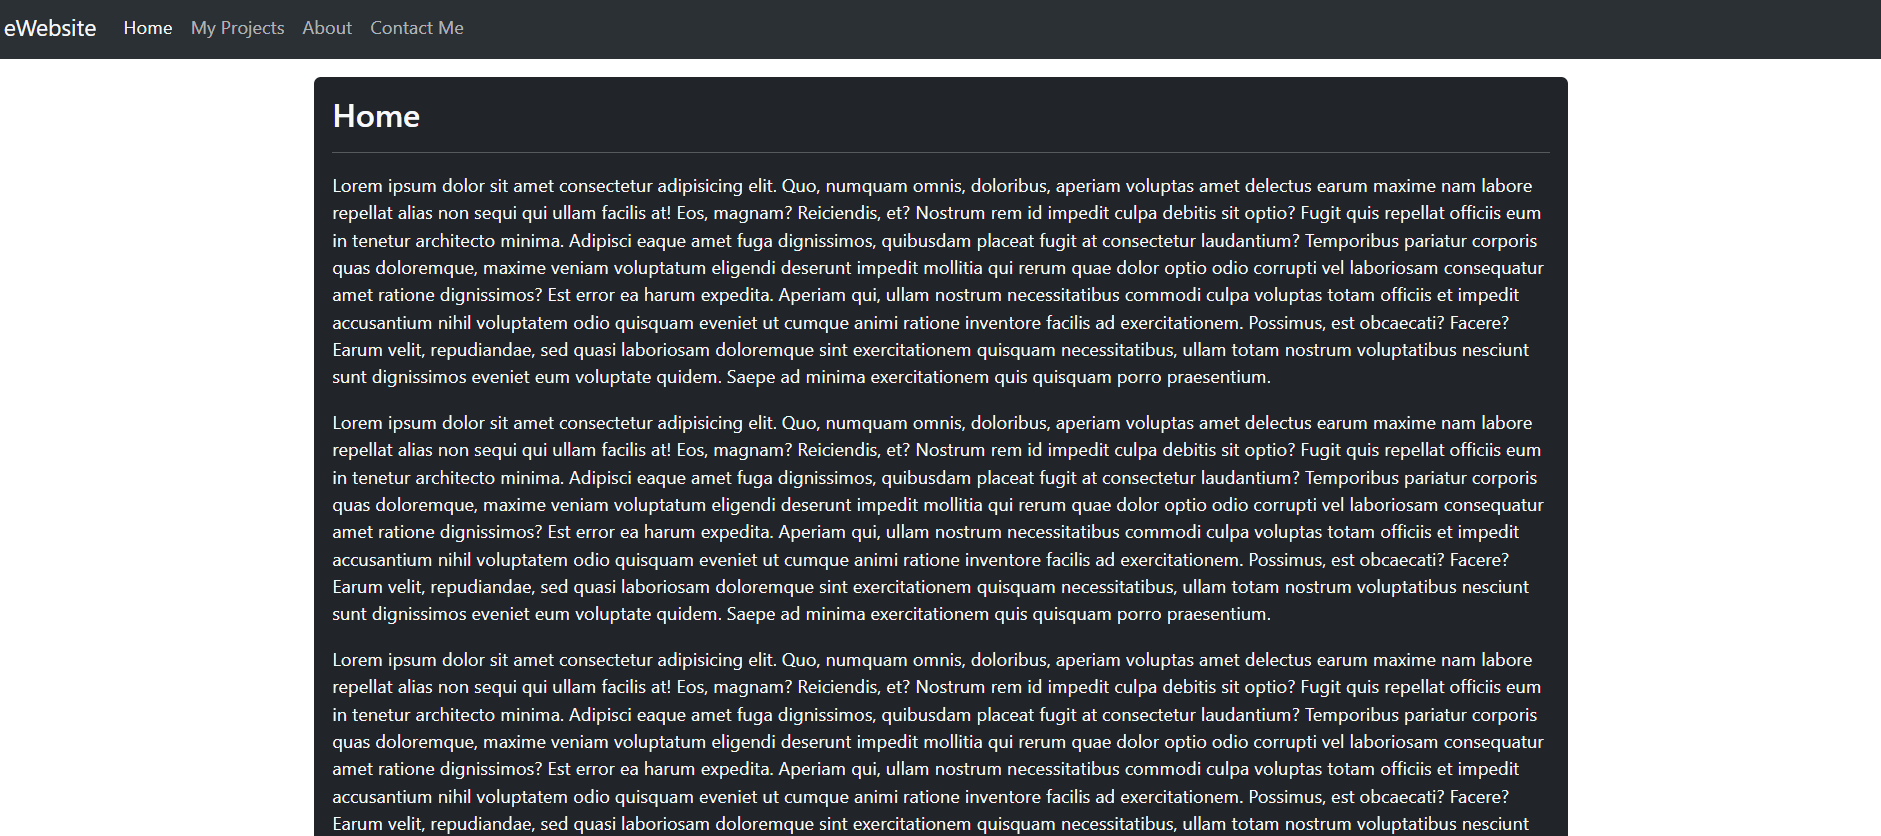 eWebsite Home My Projects About Contact Me
Home
Lorem ipsum dolor sit amet consectetur adipisicing elit. Quo, numquam omnis, doloribus, aperiam voluptas amet delectus earum maxime nam labore
repellat alias non sequi qui ullam facilis at! Eos, magnam? Reiciendis, et? Nostrum rem id impedit culpa debitis sit optio? Fugit quis repellat officiis eum
in tenetur architecto minima. Adipisci eaque amet fuga dignissimos, quibusdam placeat fugit at consectetur laudantium? Temporibus pariatur corporis
quas doloremque, maxime veniam voluptatum eligendi deserunt impedit mollitia qui rerum quae dolor optio odio corrupti vel laboriosam consequatur
amet ratione dignissimos? Est error ea harum expedita. Aperiam qui, ullam nostrum necessitatibus commodi culpa voluptas totam officiis et impedit
accusantium nihil voluptatem odio quisquam eveniet ut cumque animi ratione inventore facilis ad exercitationem. Possimus, est obcaecati? Facere?
Earum velit, repudiandae, sed quasi laboriosam doloremque sint exercitationem quisquam necessitatibus, ullam totam nostrum voluptatibus nesciunt
sunt dignissimos eveniet eum voluptate quidem. Saepe ad minima exercitationem quis quisquam porro praesentium.
Lorem ipsum dolor sit amet consectetur adipisicing elit. Quo, numquam omnis, doloribus, aperiam voluptas amet delectus earum maxime nam labore
repellat alias non sequi qui ullam facilis at! Eos, magnam? Reiciendis, et? Nostrum rem id impedit culpa debitis sit optio? Fugit quis repellat officiis eum
in tenetur architecto minima. Adipisci eaque amet fuga dignissimos, quibusdam placeat fugit at consectetur laudantium? Temporibus pariatur corporis
quas doloremque, maxime veniam voluptatum eligendi deserunt impedit mollitia qui rerum quae dolor optio odio corrupti vel laboriosam consequatur
amet ratione dignissimos? Est error ea harum expedita. Aperiam qui, ullam nostrum necessitatibus commodi culpa voluptas totam officiis et impedit
accusantium nihil voluptatem odio quisquam eveniet ut cumque animi ratione inventore facilis ad exercitationem. Possimus, est obcaecati? Facere?
Earum velit, repudiandae, sed quasi laboriosam doloremque sint exercitationem quisquam necessitatibus, ullam totam nostrum voluptatibus nesciunt
sunt dignissimos eveniet eum voluptate quidem. Saepe ad minima exercitationem quis quisquam porro praesentium.
Lorem ipsum dolor sit amet consectetur adipisicing elit. Quo, numquam omnis, doloribus, aperiam voluptas amet delectus earum maxime nam labore
repellat alias non sequi qui ullam facilis at! Eos, magnam? Reiciendis, et? Nostrum rem id impedit culpa debitis sit optio? Fugit quis repellat officiis eum
in tenetur architecto minima. Adipisci eaque amet fuga dignissimos, quibusdam placeat fugit at consectetur laudantium? Temporibus pariatur corporis
quas doloremque, maxime veniam voluptatum eligendi deserunt impedit mollitia qui rerum quae dolor optio odio corrupti vel laboriosam consequatur
amet ratione dignissimos? Est error ea harum expedita. Aperiam qui, ullam nostrum necessitatibus commodi culpa voluptas totam officiis et impedit
accusantium nihil voluptatem odio quisquam eveniet ut cumque animi ratione inventore facilis ad exercitationem. Possimus, est obcaecati? Facere?
Earum velit, repudiandae, sed quasi laboriosam doloremque sint exercitationem quisquam necessitatibus, ullam totam nostrum voluptatibus nesciunt